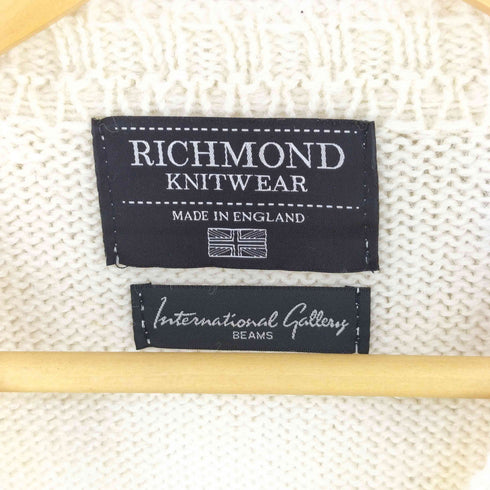 RICHMOND
KNITWEAR
MADE IN ENGLAND
International Gallery
BEAMS